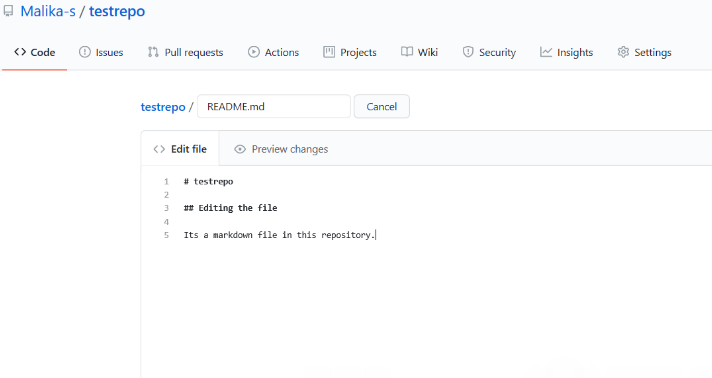 Malika-s / testrepo
Code Issues Pull requests Actions Projects Wiki Security Insights Settings
testrepo / README.md Cancel
Edit file Preview changes
1 # testrepo
2
3 ## Editing the file
4
5 Its a markdown file in this repository.